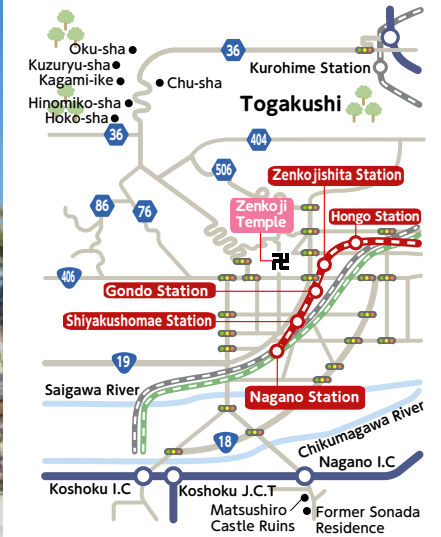 Oku-sha
Kuzuryu-sha
Kagami-ike
Hinomiko-sha
Hoko-sha
Chu-sha
36
Kurohime Station
Togakushi
36
404
506
Zenkojishita Station
86
76
Zenkoji
Temple
Hongo Station
卍
406
Gondo Station
Shiyakushomae Station
19
Saigawa River
Nagano Station
18
Chikumagawa River
Nagano I.C
Koshoku I.C
Koshoku J.C.T
Matsushiro
Castle Ruins
Former Sonada
Residence